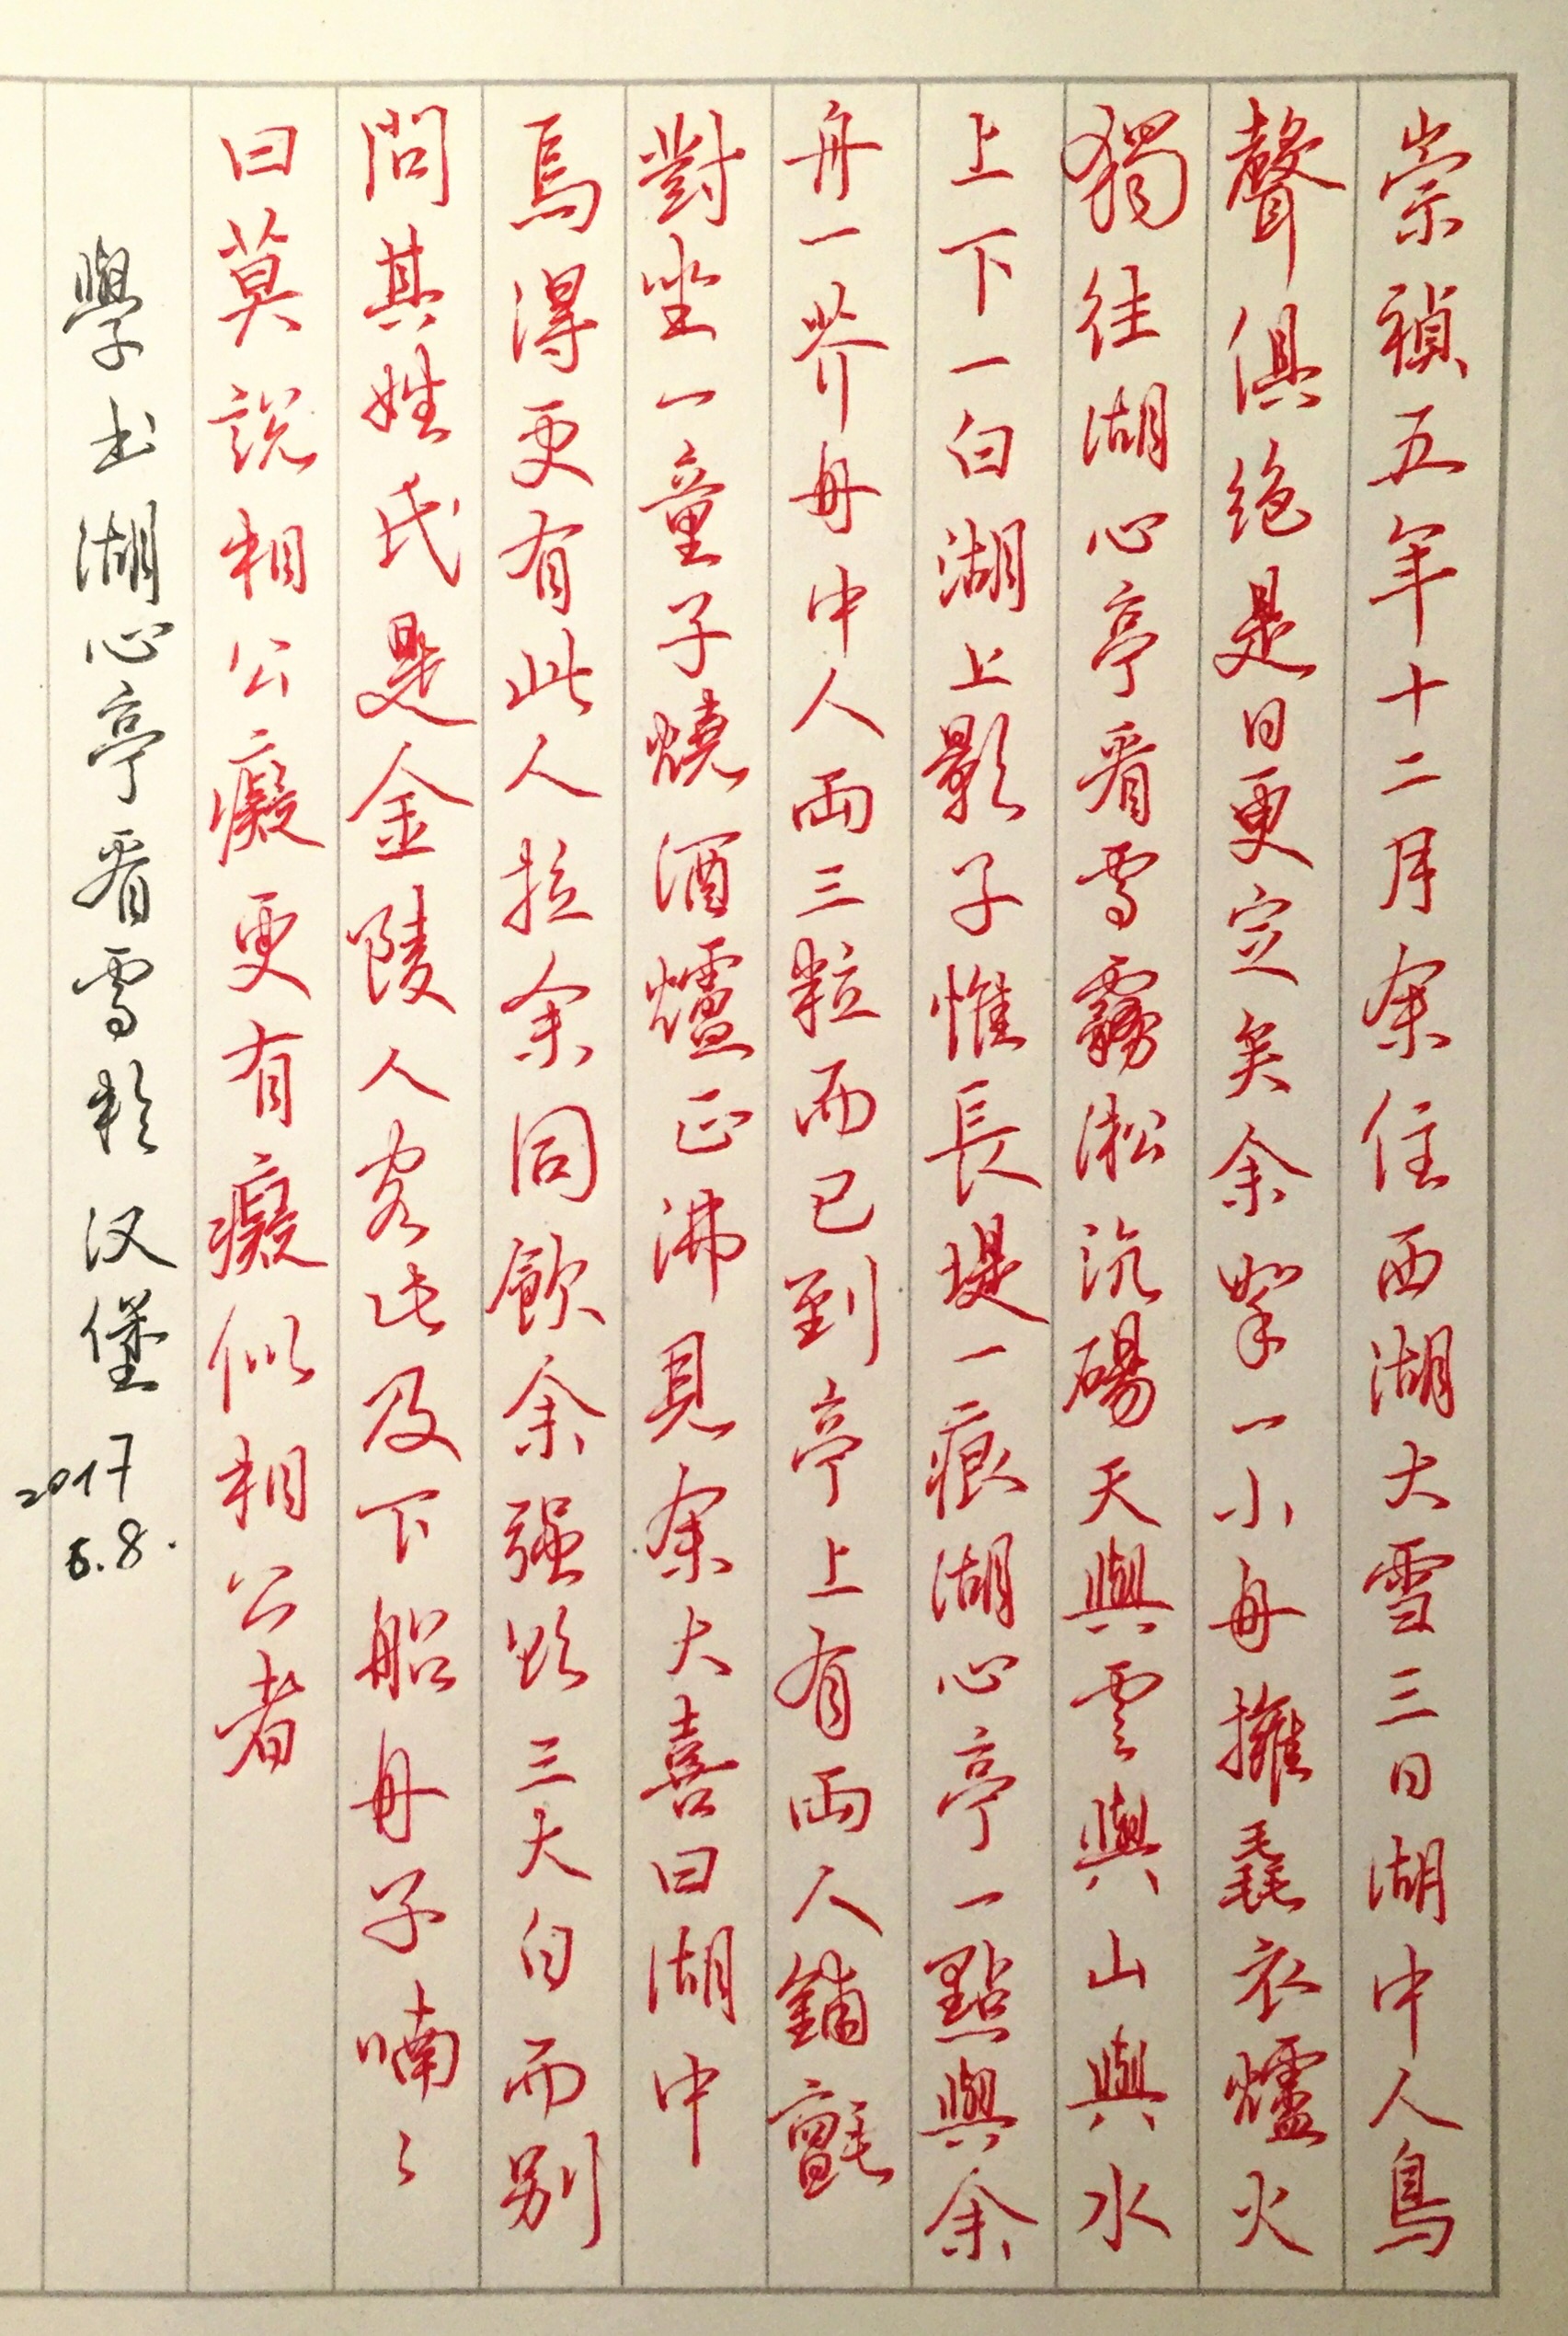 崇禎五年十二月余住西湖大雪三日湖中人鳥
聲俱絶是日更定矣余拏一小舟擁毳衣爐火
獨往湖心亭看雪霧淞沆碭天與雲與山與水
上下一白湖上影子惟長堤一痕湖心亭一點與余
舟一芥舟中人兩三粒而已到亭上有兩人鋪氈
對坐一童子燒酒爐正沸見余大喜曰湖中
焉得更有此人拉余同飲余强飲三大白而别
問其姓氏是金陵人客此及下船舟子喃々
曰莫説相公癡更有癡似相公者
學书湖心亭看雪於汉堡 2017
6.8.